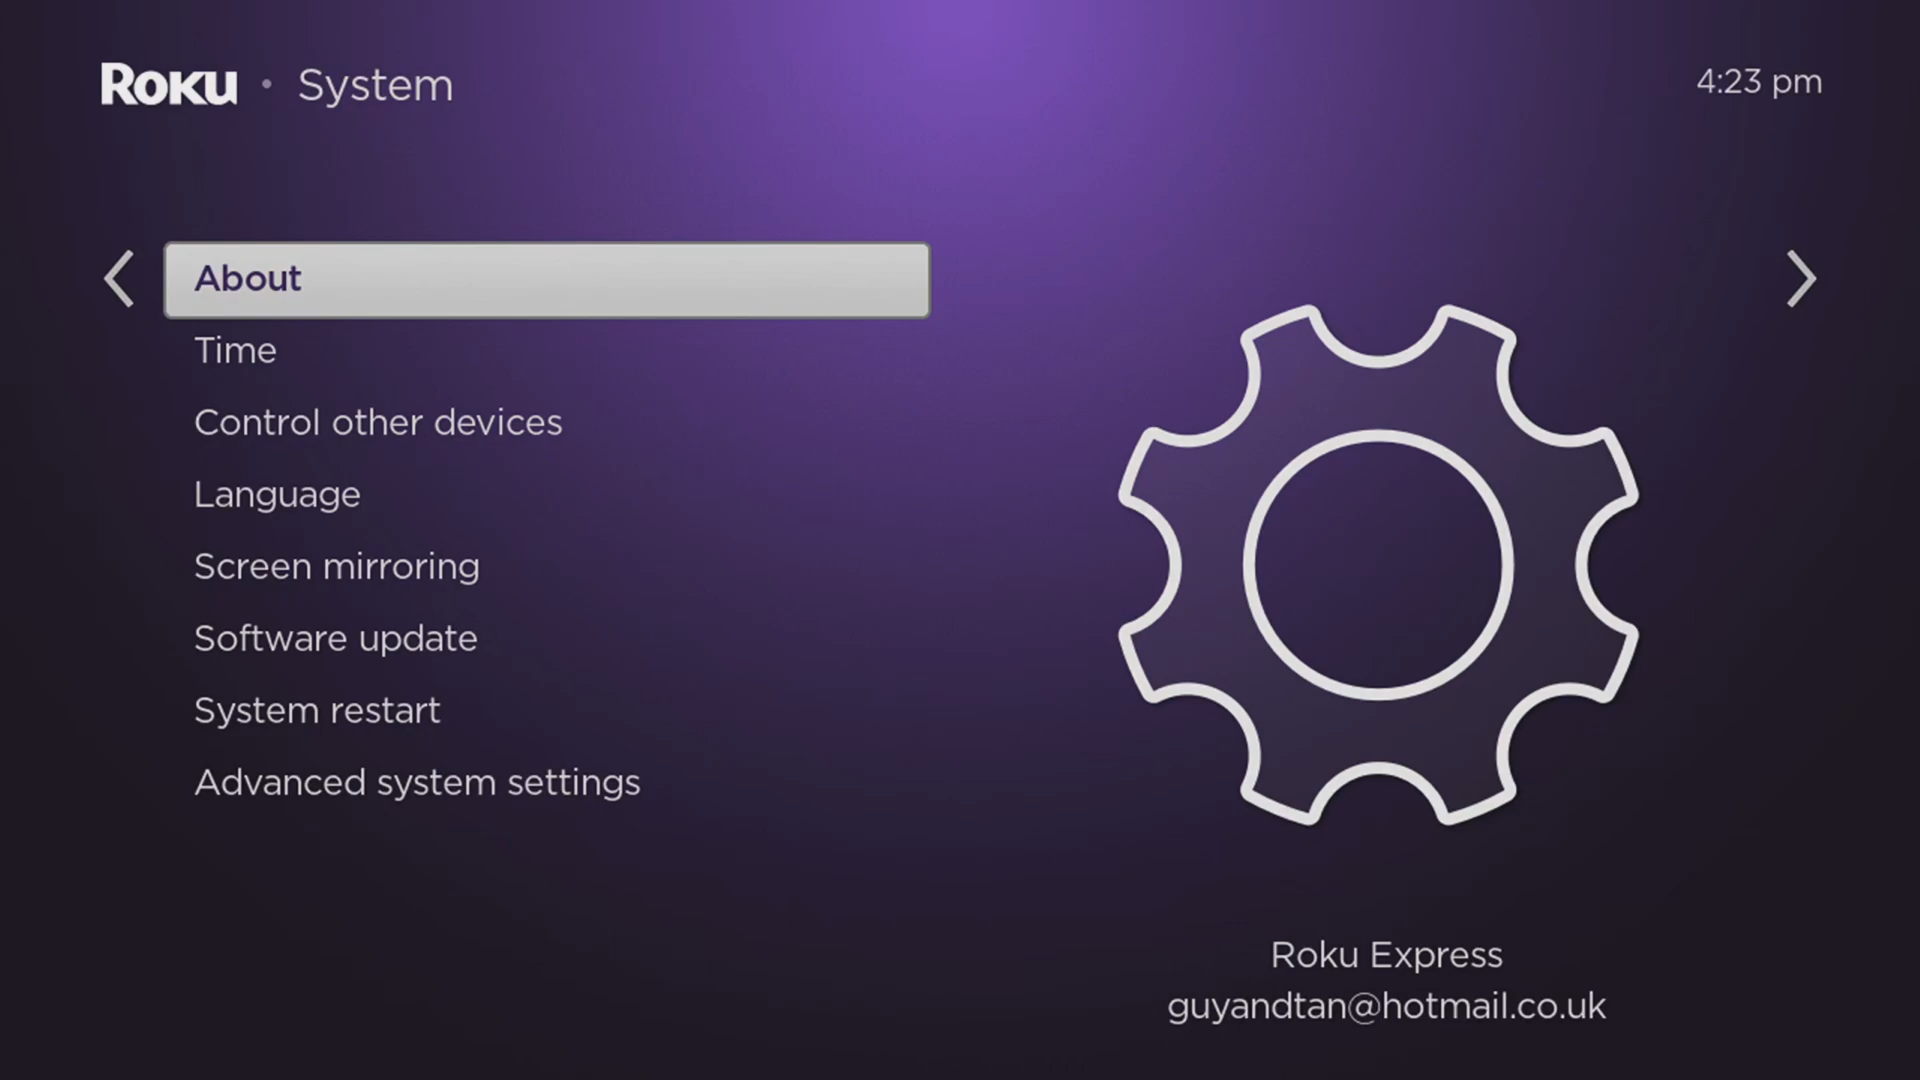 Roku • System
4:23 pm
About
Time
Control other devices
Language
Screen mirroring
Software update
System restart
Advanced system settings
Roku Express
guyandtan@hotmail.co.uk